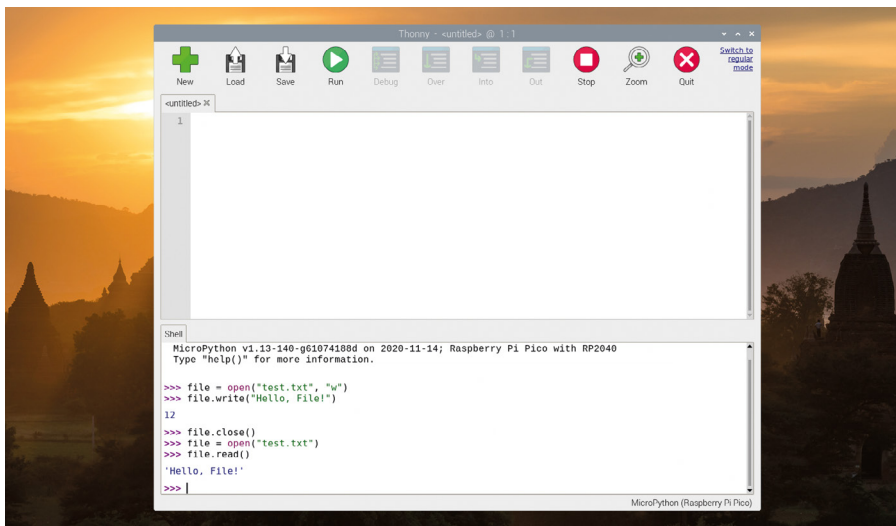 Thonny - <untitled> @ 1 : 1
New Load Save Run Debug Over Into Out Stop Zoom Quit
Switch to
regular
mode
<untitled>
1
Shell
MicroPython v1.13-140-g61074188d on 2020-11-14; Raspberry Pi Pico with RP2040
Type "help()" for more information.
>>> file = open("test.txt", "w")
>>> file.write("Hello, File!")
12
>>> file.close()
>>> file = open("test.txt")
>>> file.read()
'Hello, File!'
>>>
MicroPython (Raspberry Pi Pico)